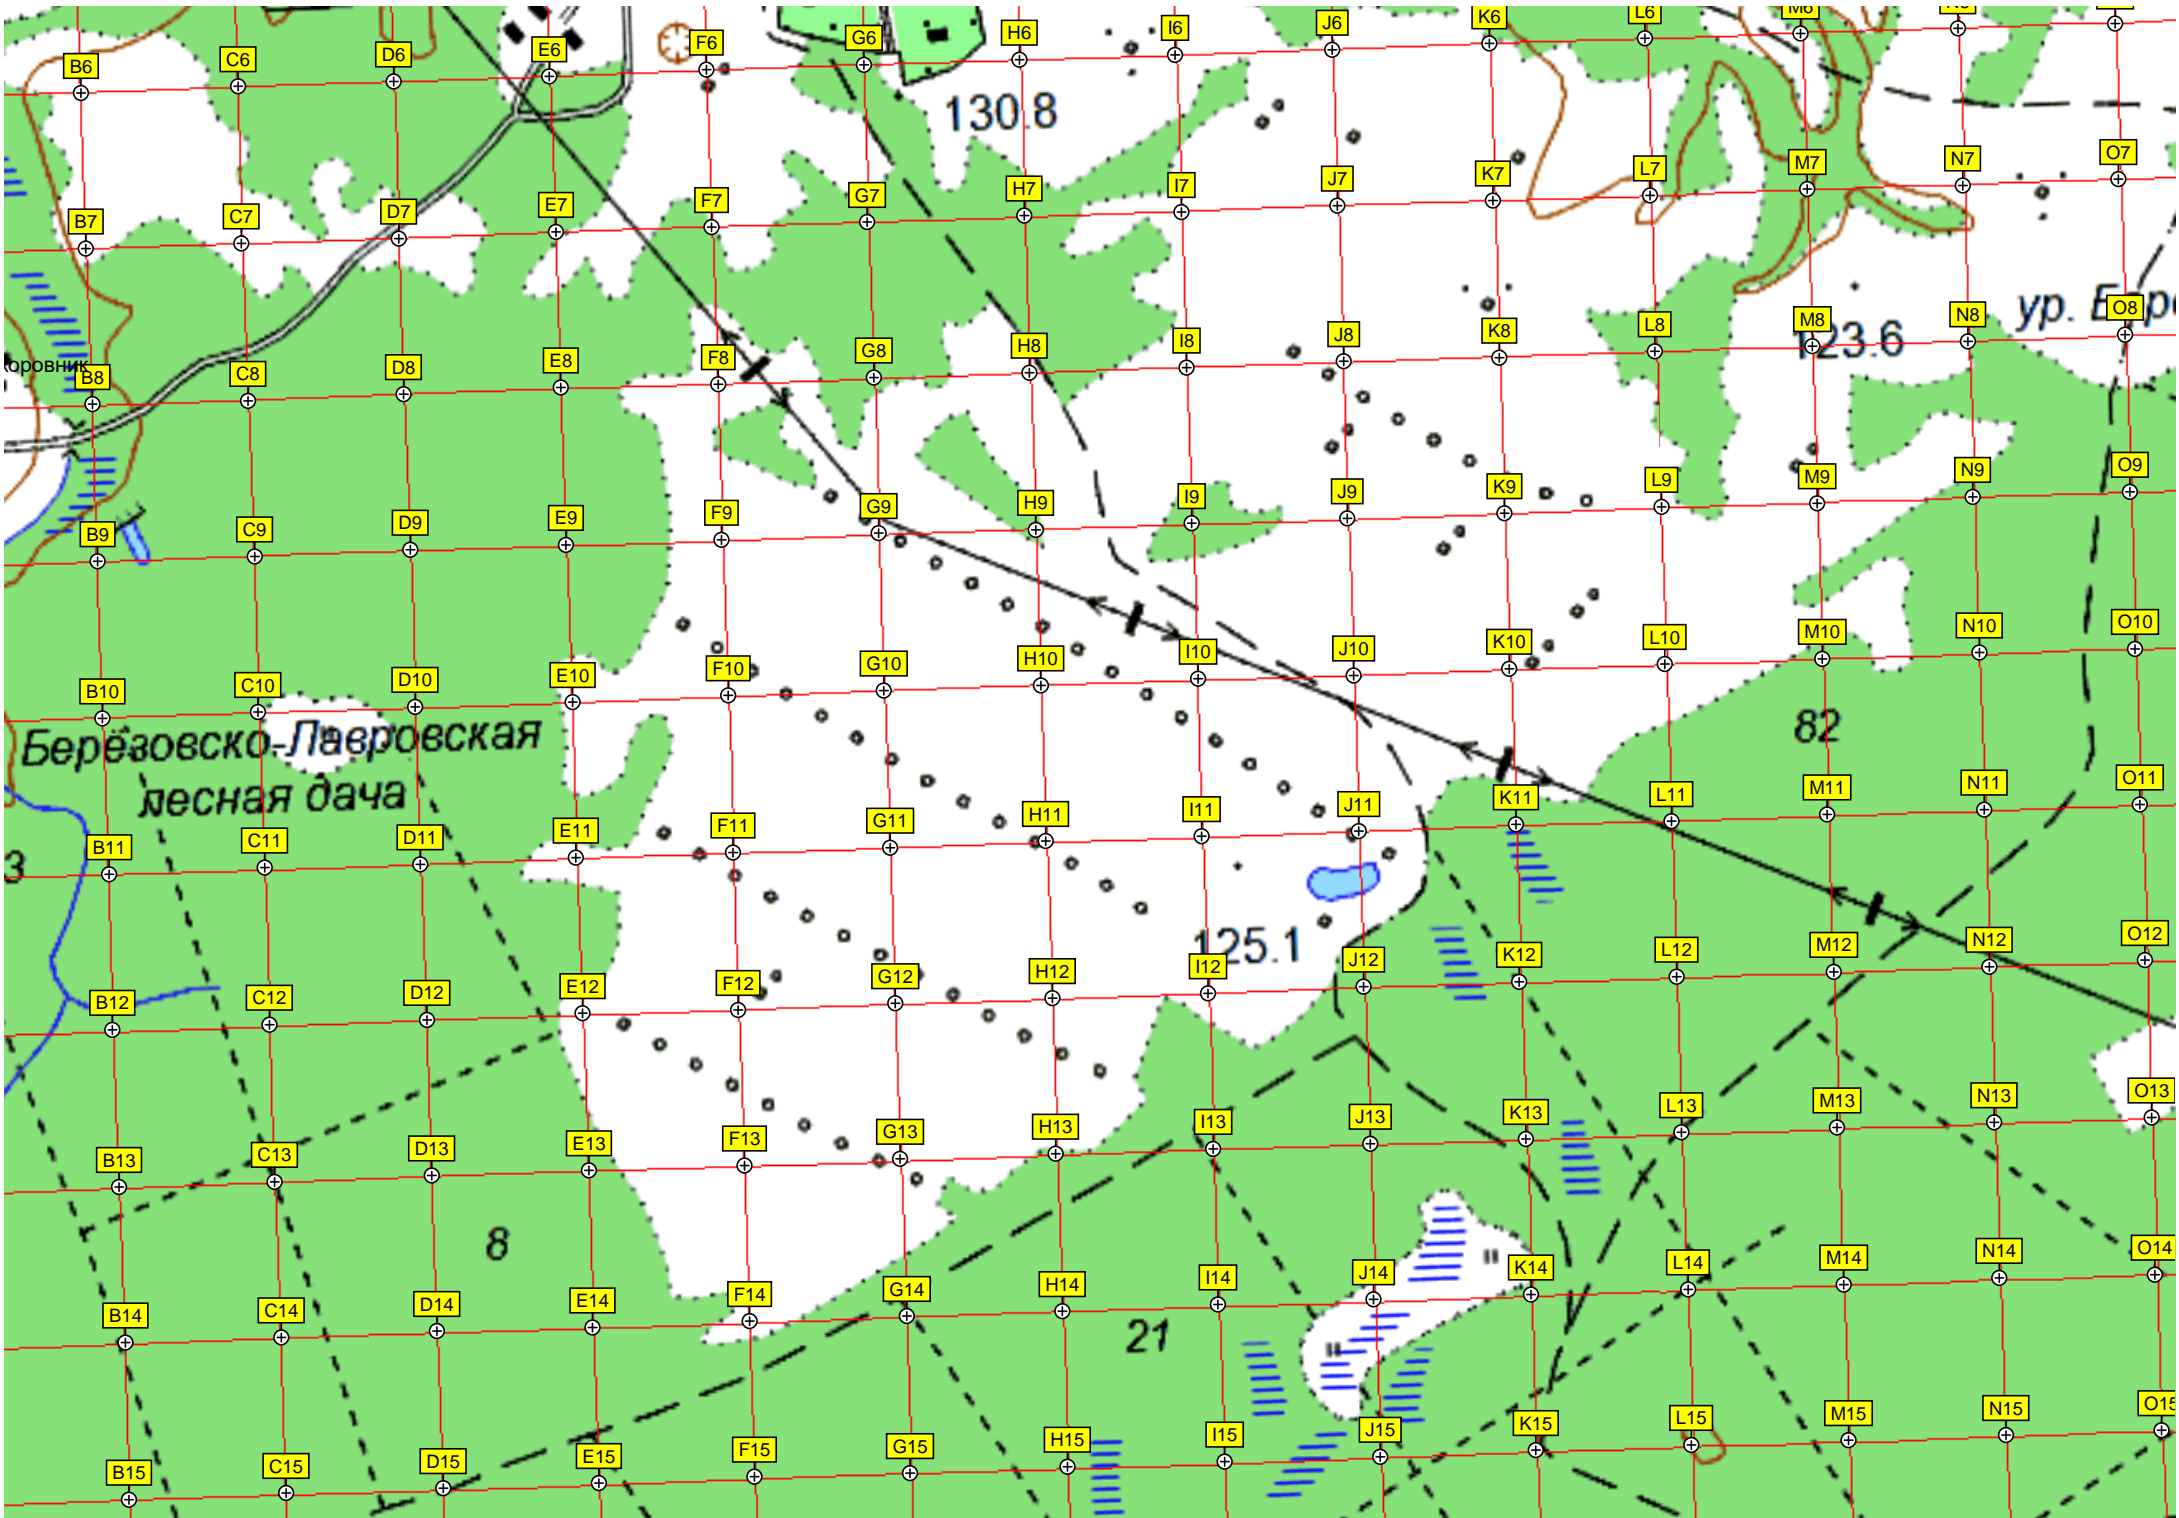 B6 C6 D6 E6 F6 G6 H6 I6 J6 K6 L6 M6
130.8
B7 C7 D7 E7 F7 G7 H7 I7 J7 K7 L7 M7 N7 O7
ур.
B8 C8 D8 E8 F8 G8 H8 I8 J8 K8 L8 M8 N8 O8
123.6
B9 C9 D9 E9 F9 G9 H9 I9 J9 K9 L9 M9 N9 O9
B10 C10 D10 E10 F10 G10 H10 I10 J10 K10 L10 M10 N10 O10
Берёзовско-Лавровская
лесная дача
82
B11 C11 D11 E11 F11 G11 H11 I11 J11 K11 L11 M11 N11 O11
3
125.1
B12 C12 D12 E12 F12 G12 H12 I12 J12 K12 L12 M12 N12 O12
B13 C13 D13 E13 F13 G13 H13 I13 J13 K13 L13 M13 N13 O13
8
B14 C14 D14 E14 F14 G14 H14 I14 J14 K14 L14 M14 N14 O14
21
B15 C15 D15 E15 F15 G15 H15 I15 J15 K15 L15 M15 N15 O15